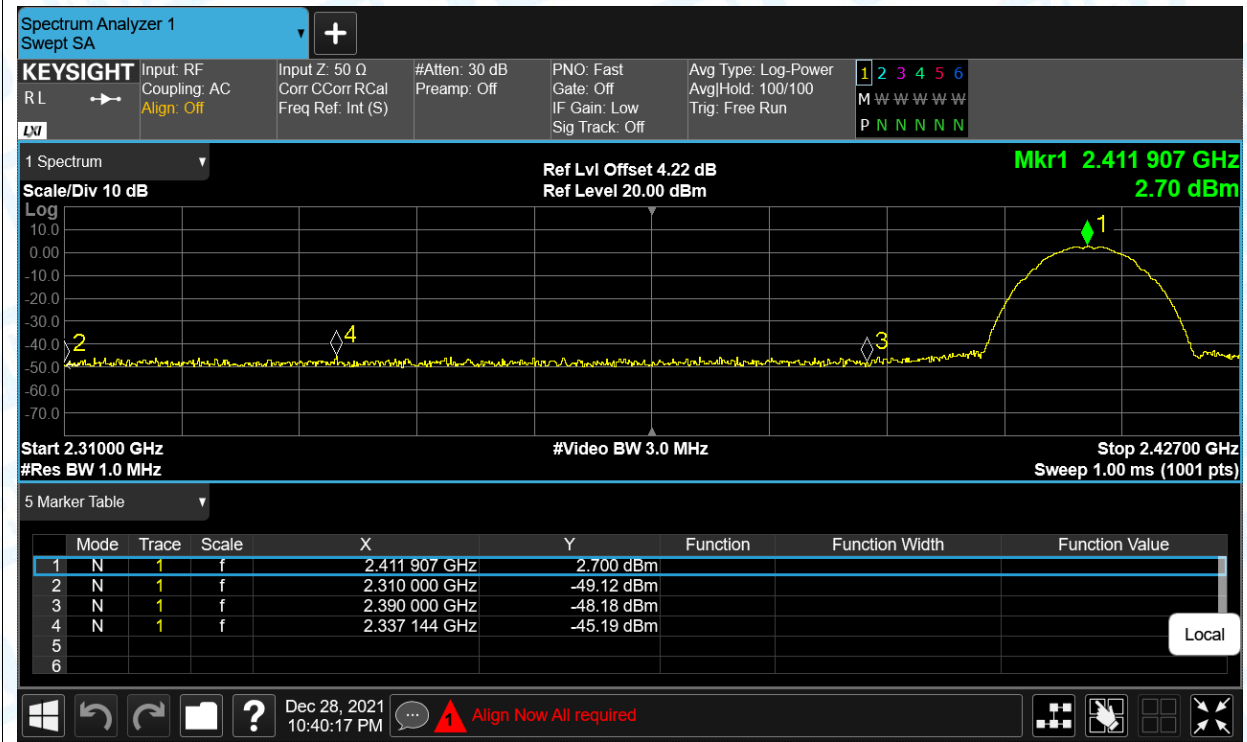 Spectrum Analyzer 1
Swept SA
KEYSIGHT Input: RF Input Z: 50 Ω #Atten: 30 dB PNO: Fast Avg Type: Log-Power 1 2 3 4 5 6
R L Coupling: AC Corr CCorr RCal Preamp: Off Gate: Off Avg|Hold: 100/100 M W W W W W W
Align: Off Freq Ref: Int (S) IF Gain: Low Trig: Free Run
LXI Sig Track: Off P N N N N N
1 Spectrum Ref Lvl Offset 4.22 dB Mkr1 2.411 907 GHz
Scale/Div 10 dB Ref Level 20.00 dBm 2.70 dBm
Log
10.0 1
0.00
-10.0
-20.0
-30.0
-40.0 2 4 3
-50.0
-60.0
-70.0
Start 2.31000 GHz #Video BW 3.0 MHz Stop 2.42700 GHz
#Res BW 1.0 MHz Sweep 1.00 ms (1001 pts)
5 Marker Table
Mode Trace Scale X Y Function Function Width Function Value
1 N 1 f 2.411 907 GHz 2.700 dBm
2 N 1 f 2.310 000 GHz -49.12 dBm
3 N 1 f 2.390 000 GHz -48.18 dBm
4 N 1 f 2.337 144 GHz -45.19 dBm
5
6
Local
? Dec 28, 2021
10:40:17 PM 1 Align Now All required